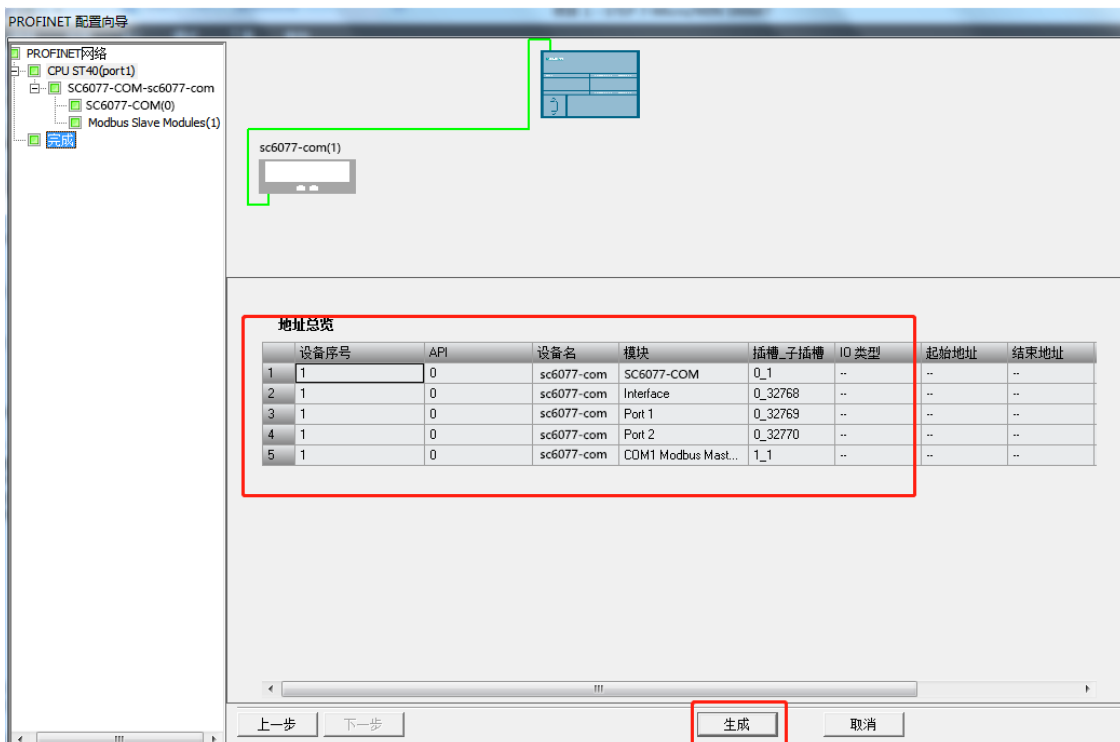 PROFINET 配置向导
PROFINET网络
CPU ST40(port1)
SC6077-COM-sc6077-com
SC6077-COM(0)
Modbus Slave Modules(1)
完成
sc6077-com(1)
地址总览
设备序号 API 设备名 模块 插槽_子插槽 IO 类型 起始地址 结束地址
1 1 0 sc6077-com SC6077-COM 0_1 -- -- --
2 1 0 sc6077-com Interface 0_32768 -- -- --
3 1 0 sc6077-com Port 1 0_32769 -- -- --
4 1 0 sc6077-com Port 2 0_32770 -- -- --
5 1 0 sc6077-com COM1 Modbus Mast... 1_1 -- -- --
上一步 下一步 生成 取消